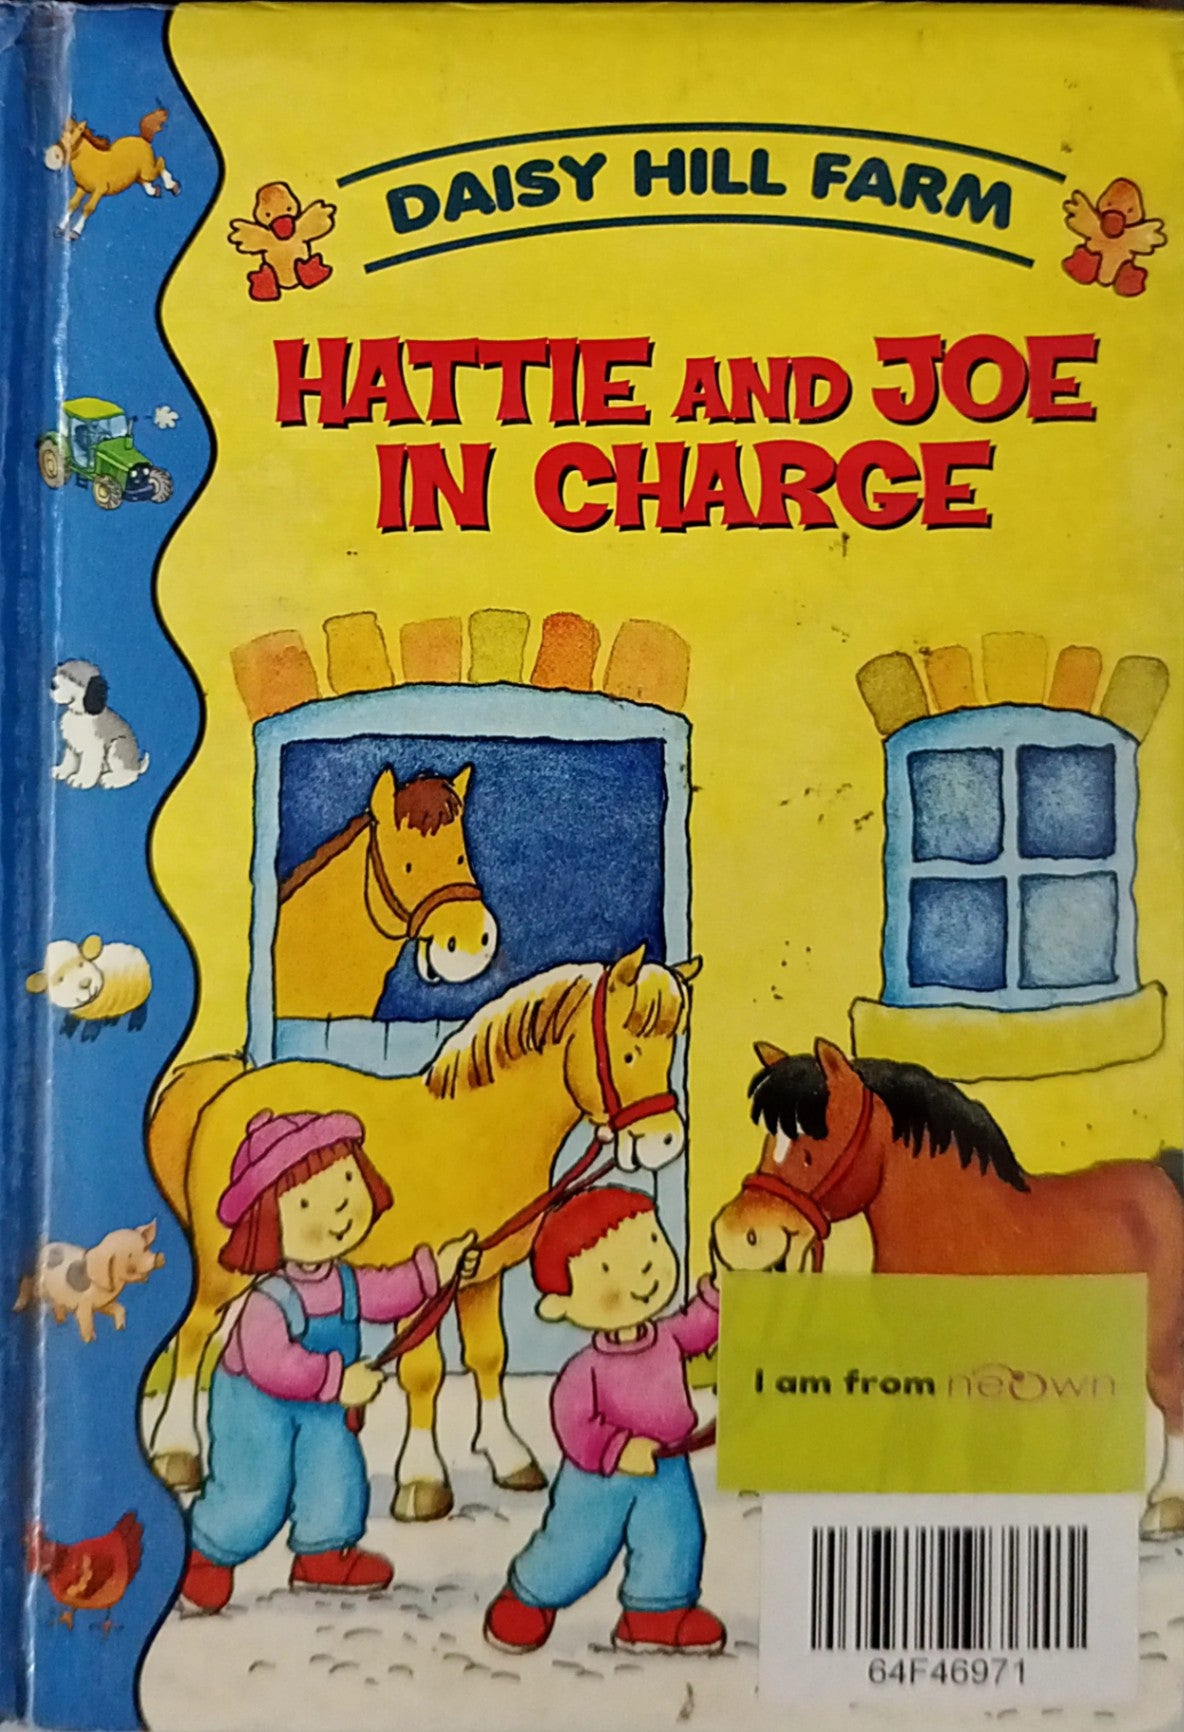 DAISY HILL FARM
HATTIE AND JOE
IN CHARGE
I am from neOwn
64F46971